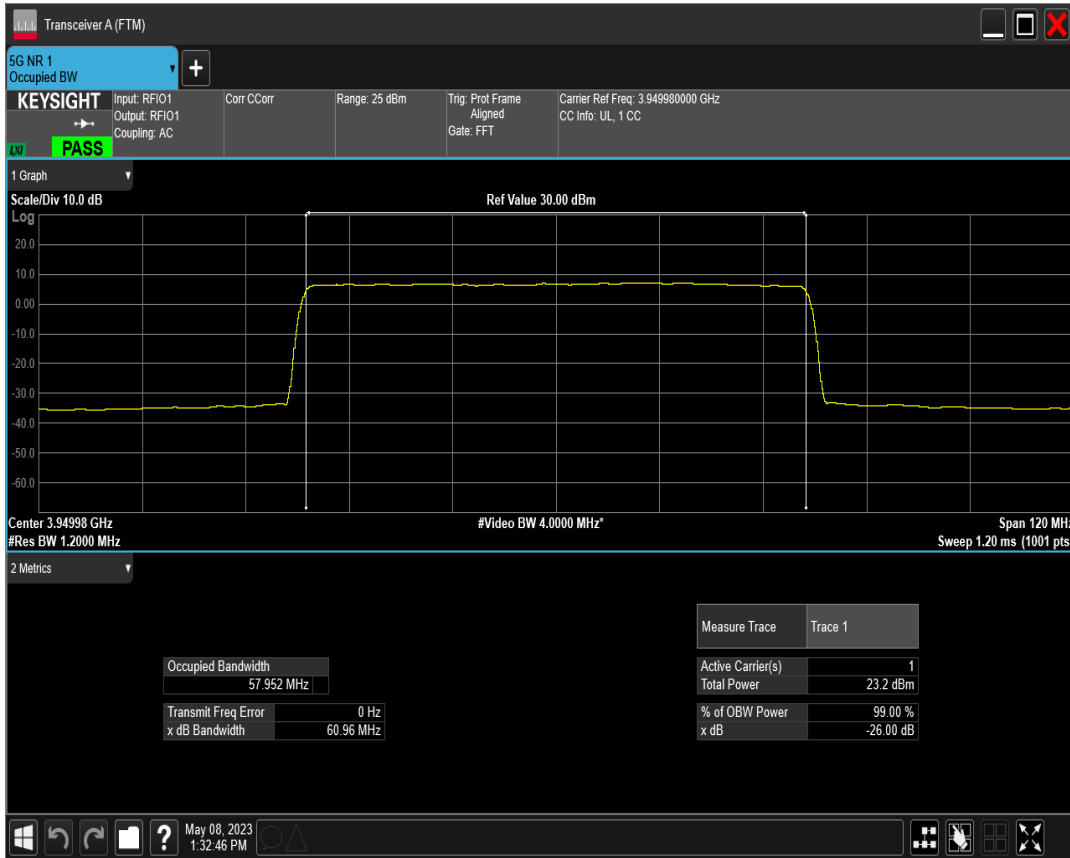 Transceiver A (FTM)
5G NR 1
Occupied BW
+
KEYSIGHT
LXI
PASS
Input: RFIO1
Output: RFIO1
Coupling: AC
Corr CCorr
Range: 25 dBm
Trig: Prot Frame
Aligned
Gate: FFT
Carrier Ref Freq: 3.949980000 GHz
CC Info: UL, 1 CC
1 Graph
Scale/Div 10.0 dB
Ref Value 30.00 dBm
Log
20.0
10.0
0.00
-10.0
-20.0
-30.0
-40.0
-50.0
-60.0
Center 3.94998 GHz
#Video BW 4.0000 MHz*
Span 120 MHz
#Res BW 1.2000 MHz
Sweep 1.20 ms (1001 pts
2 Metrics
Measure Trace Trace 1
Occupied Bandwidth
57.952 MHz
Active Carrier(s) 1
Total Power 23.2 dBm
Transmit Freq Error 0 Hz
x dB Bandwidth 60.96 MHz
% of OBW Power 99.00 %
x dB -26.00 dB
?
May 08, 2023
1:32:46 PM